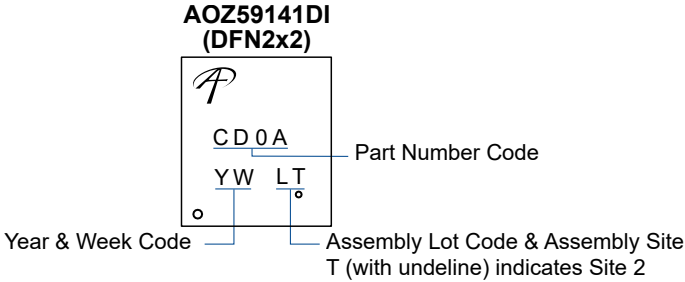 AOZ59141DI
(DFN2x2)
CD0A
Part Number Code
YW LT
Year & Week Code
Assembly Lot Code & Assembly Site
T (with undeline) indicates Site 2